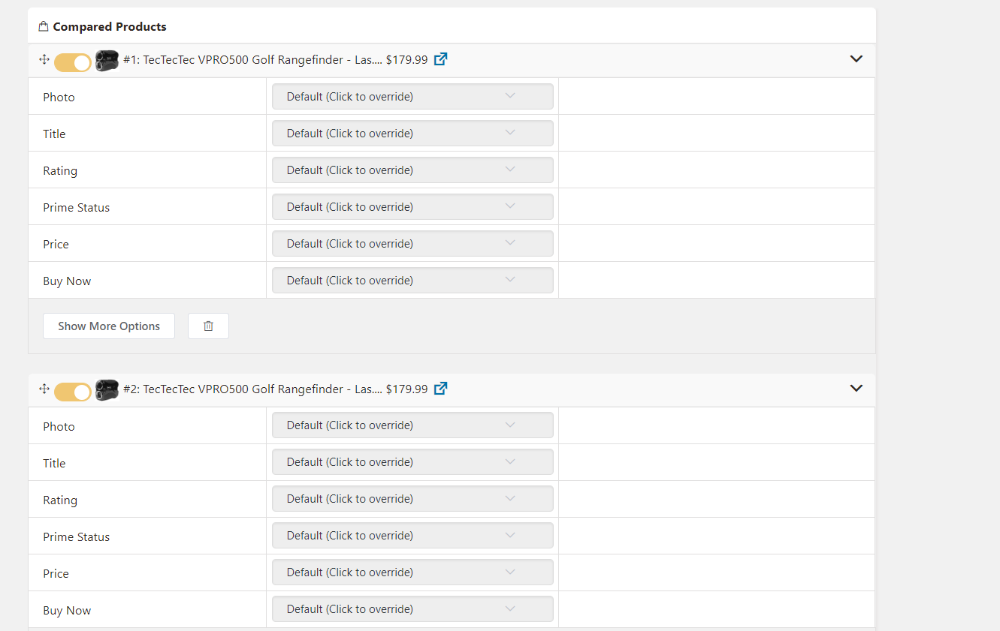 Compared Products
#1: TecTecTec VPRO500 Golf Rangefinder - Las.... $179.99
Photo Default (Click to override)
Title Default (Click to override)
Rating Default (Click to override)
Prime Status Default (Click to override)
Price Default (Click to override)
Buy Now Default (Click to override)
Show More Options
#2: TecTecTec VPRO500 Golf Rangefinder - Las.... $179.99
Photo Default (Click to override)
Title Default (Click to override)
Rating Default (Click to override)
Prime Status Default (Click to override)
Price Default (Click to override)
Buy Now Default (Click to override)